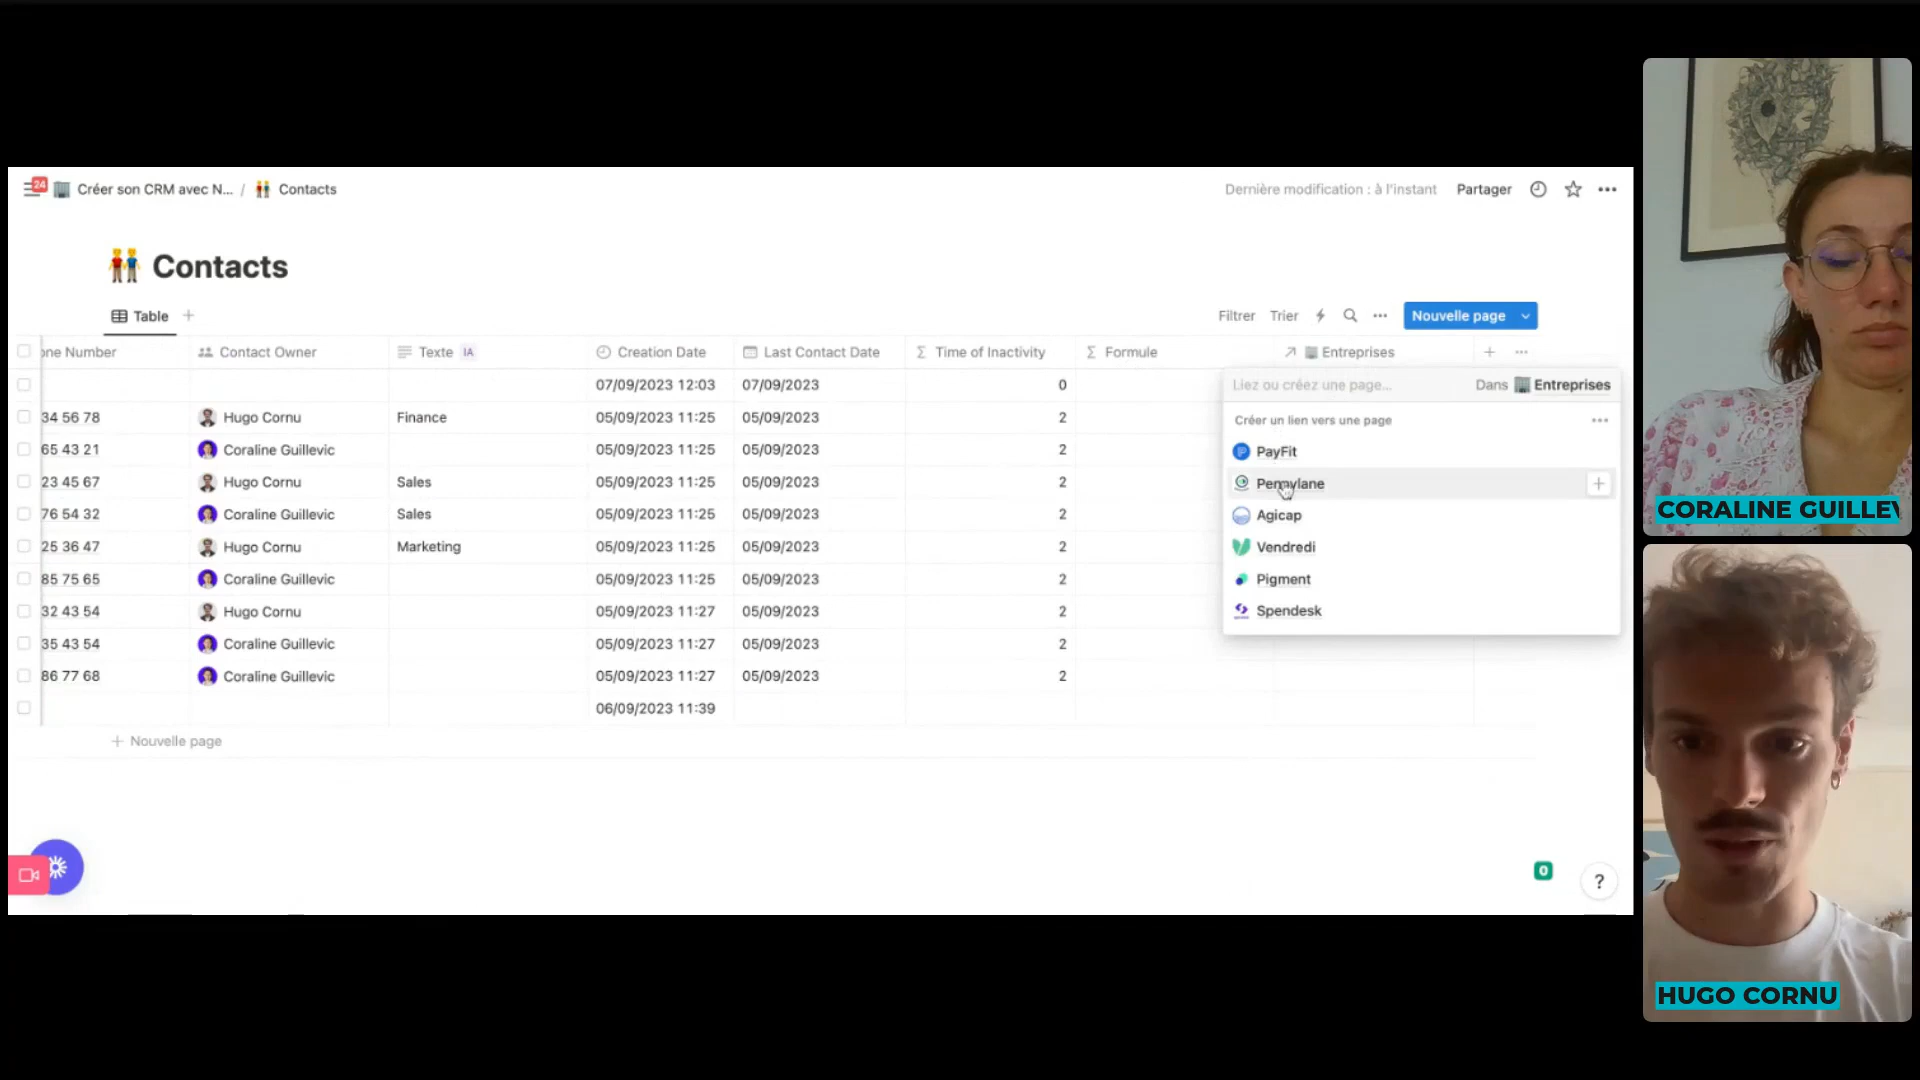 24 Créer son CRM avec N... / Contacts
Dernière modification : à l'instant Partager
Contacts
Table
Filtrer Trier Nouvelle page
one Number Contact Owner Texte IA Creation Date Last Contact Date Time of Inactivity Formule Entreprises
07/09/2023 12:03 07/09/2023 0
34 56 78 Hugo Cornu Finance 05/09/2023 11:25 05/09/2023 2
65 43 21 Coraline Guillevic 05/09/2023 11:25 05/09/2023 2
23 45 67 Hugo Cornu Sales 05/09/2023 11:25 05/09/2023 2
76 54 32 Coraline Guillevic Sales 05/09/2023 11:25 05/09/2023 2
25 36 47 Hugo Cornu Marketing 05/09/2023 11:25 05/09/2023 2
85 75 65 Coraline Guillevic 05/09/2023 11:25 05/09/2023 2
32 43 54 Hugo Cornu 05/09/2023 11:27 05/09/2023 2
35 43 54 Coraline Guillevic 05/09/2023 11:27 05/09/2023 2
86 77 68 Coraline Guillevic 05/09/2023 11:27 05/09/2023 2
06/09/2023 11:39
+ Nouvelle page
Liez ou créez une page... Dans Entreprises
Créer un lien vers une page
PayFit
Pennylane
Agicap
Vendredi
Pigment
Spendesk
0
?
CORALINE GUILLEV
HUGO CORNU